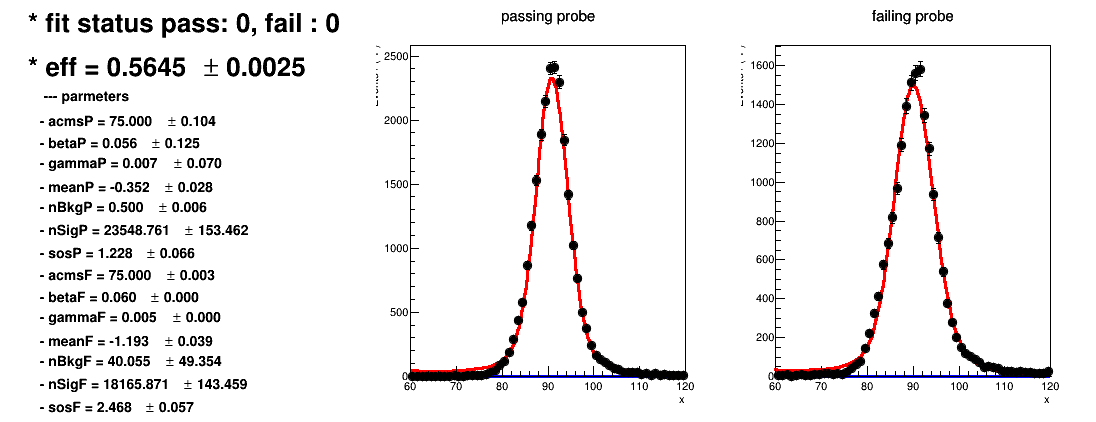 * fit status pass: 0, fail : 0
* eff = 0.5645 ± 0.0025
--- parmeters
- acmsP = 75.000 ± 0.104
- betaP = 0.056 ± 0.125
- gammaP = 0.007 ± 0.070
- meanP = -0.352 ± 0.028
- nBkgP = 0.500 ± 0.006
- nSigP = 23548.761 ± 153.462
- sosP = 1.228 ± 0.066
- acmsF = 75.000 ± 0.003
- betaF = 0.060 ± 0.000
- gammaF = 0.005 ± 0.000
- meanF = -1.193 ± 0.039
- nBkgF = 40.055 ± 49.354
- nSigF = 18165.871 ± 143.459
- sosF = 2.468 ± 0.057
passing probe
2500
2000
1500
1000
500
0
60 70 80 90 100 110 120
x
failing probe
1600
1400
1200
1000
800
600
400
200
0
60 70 80 90 100 110 120
x